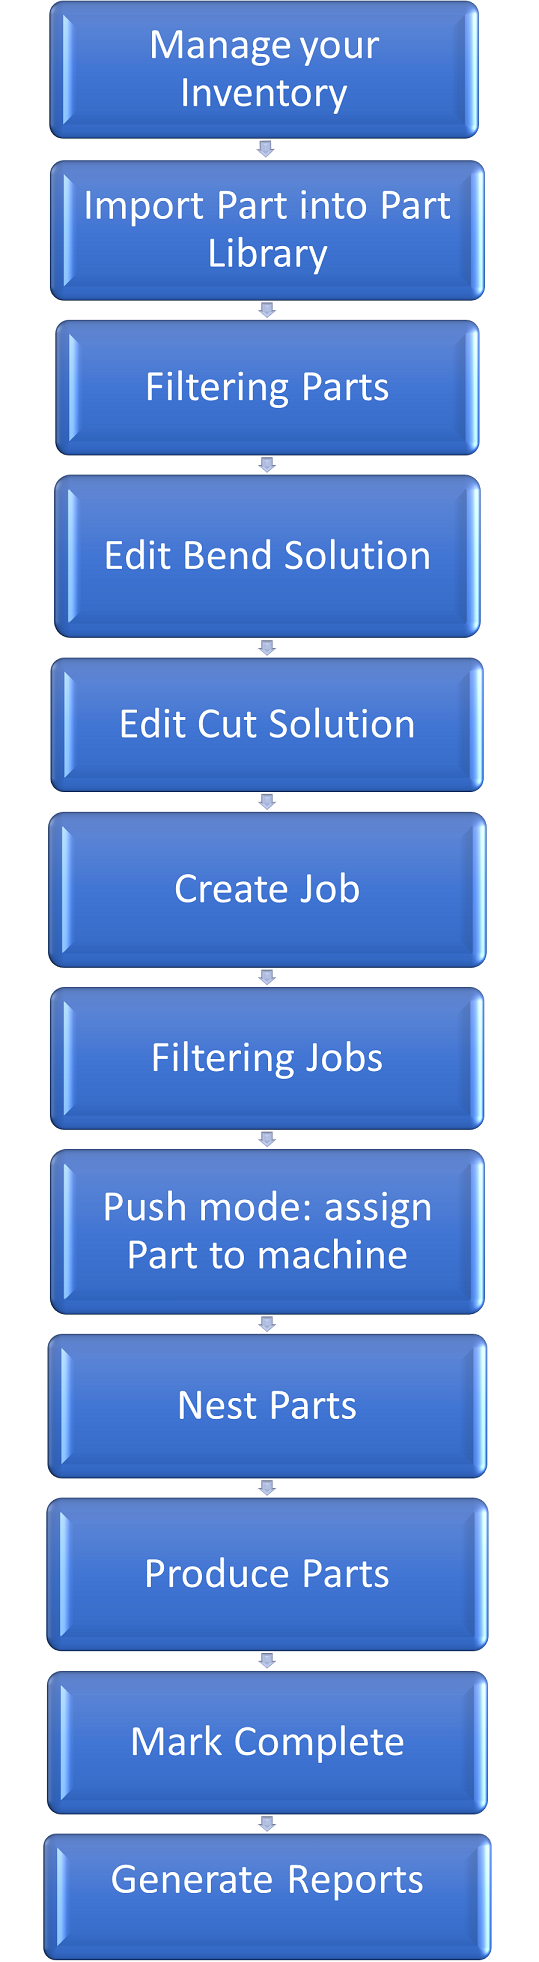 Manage your
Inventory
Import Part into Part
Library
Filtering Parts
Edit Bend Solution
Edit Cut Solution
Create Job
Filtering Jobs
Push mode: assign
Part to machine
Nest Parts
Produce Parts
Mark Complete
Generate Reports